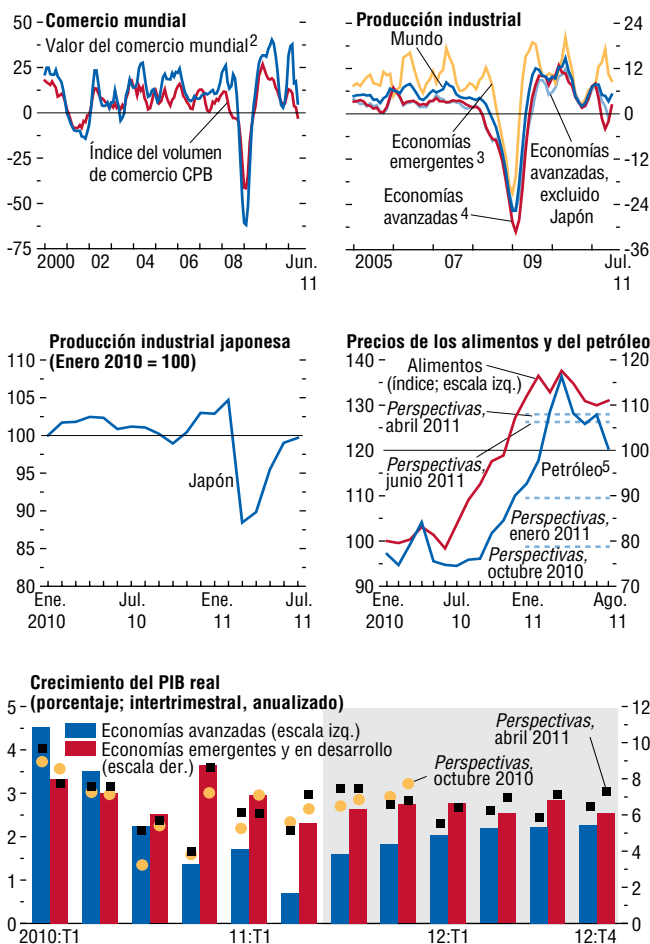 Comercio mundial
Valor del comercio mundial2
Índice del volumen
de comercio CPB
50
25
0
-25
-50
-75
2000 02 04 06 08 Jun.
11
Producción industrial
Mundo
Economías
emergentes3
Economías
avanzadas4
Economías
avanzadas,
excluido
Japón
24
12
0
-12
-24
-36
2005 07 09 Jul.
11
Producción industrial japonesa
(Enero 2010 = 100)
Japón
110
105
100
95
90
85
80
Ene. Jul. Ene. Jul.
2010 10 11 11
Precios de los alimentos y del petróleo
Alimentos
(índice; escala izq.)
Perspectivas,
abril 2011
Perspectivas,
junio 2011
Petróleo5
Perspectivas,
enero 2011
Perspectivas,
octubre 2010
140
130
120
110
100
90
120
110
100
90
80
70
Ene. Jul. Ene. Ago.
2010 10 11 11
Crecimiento del PIB real
(porcentaje; intertrimestral, anualizado)
Economías avanzadas (escala izq.)
Economías emergentes y en desarrollo
(escala der.)
Perspectivas,
octubre 2010
Perspectivas,
abril 2011
5
4
3
2
1
0
12
10
8
6
4
2
0
2010:T1 11:T1 12:T1 12:T4